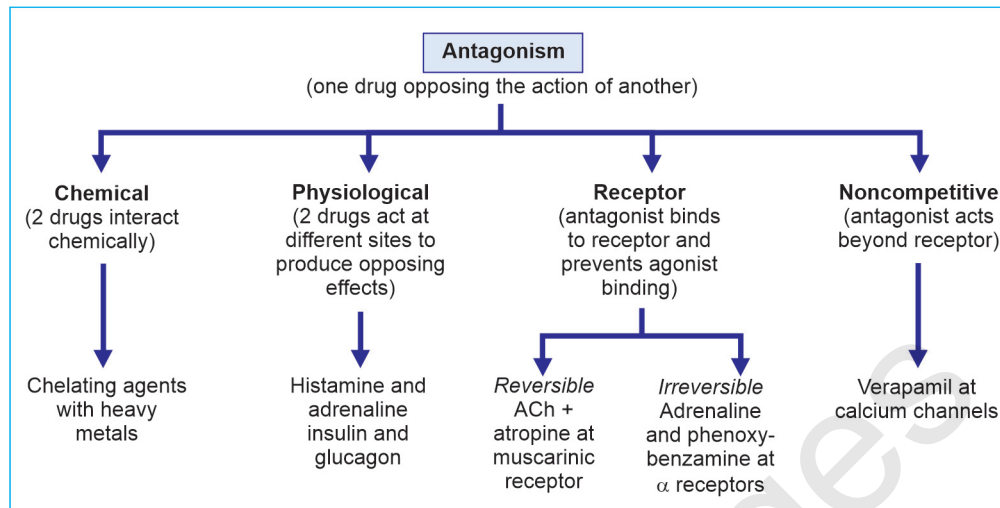 Antagonism
(one drug opposing the action of another)
Chemical
(2 drugs interact
chemically)
Chelating agents
with heavy
metals
Physiological
(2 drugs act at
different sites to
produce opposing
effects)
Histamine and
adrenaline
insulin and
glucagon
Receptor
(antagonist binds
to receptor and
prevents agonist
binding)
Reversible
ACh +
atropine at
muscarinic
receptor
Irreversible
Adrenaline
and phenoxy-
benzamine at
α receptors
Noncompetitive
(antagonist acts
beyond receptor)
Verapamil at
calcium channels